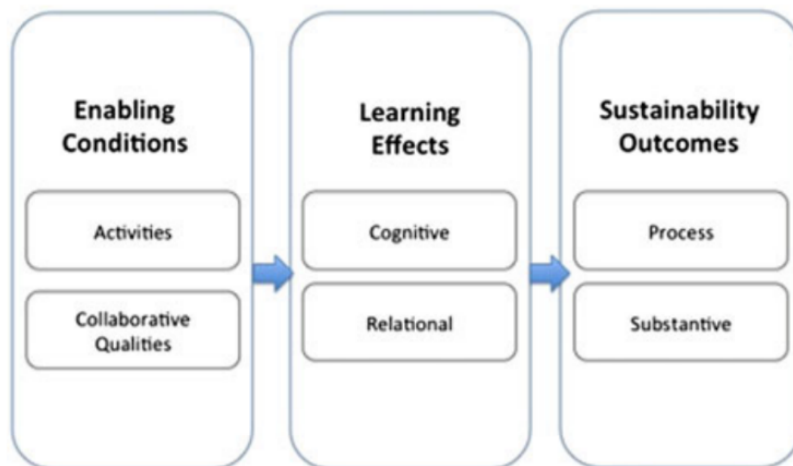 Enabling
Conditions
Activities
Collaborative
Qualities
Learning
Effects
Cognitive
Relational
Sustainability
Outcomes
Process
Substantive